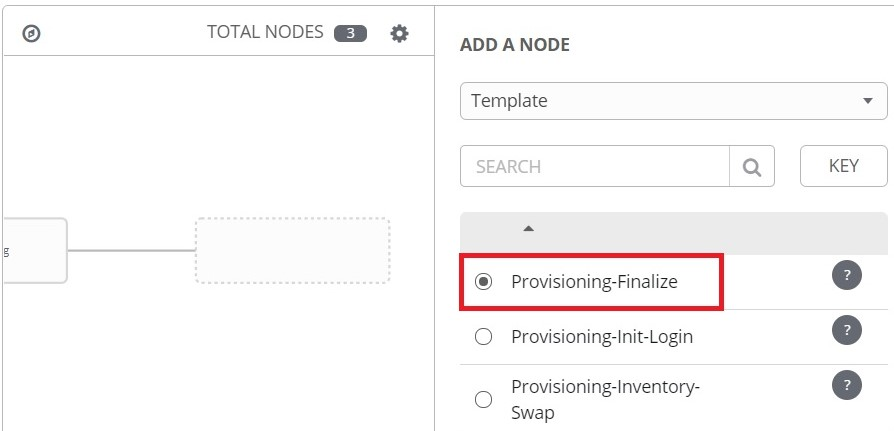 TOTAL NODES 3
ADD A NODE
Template
SEARCH
KEY
g
Provisioning-Finalize ?
Provisioning-Init-Login ?
Provisioning-Inventory- ?
Swap